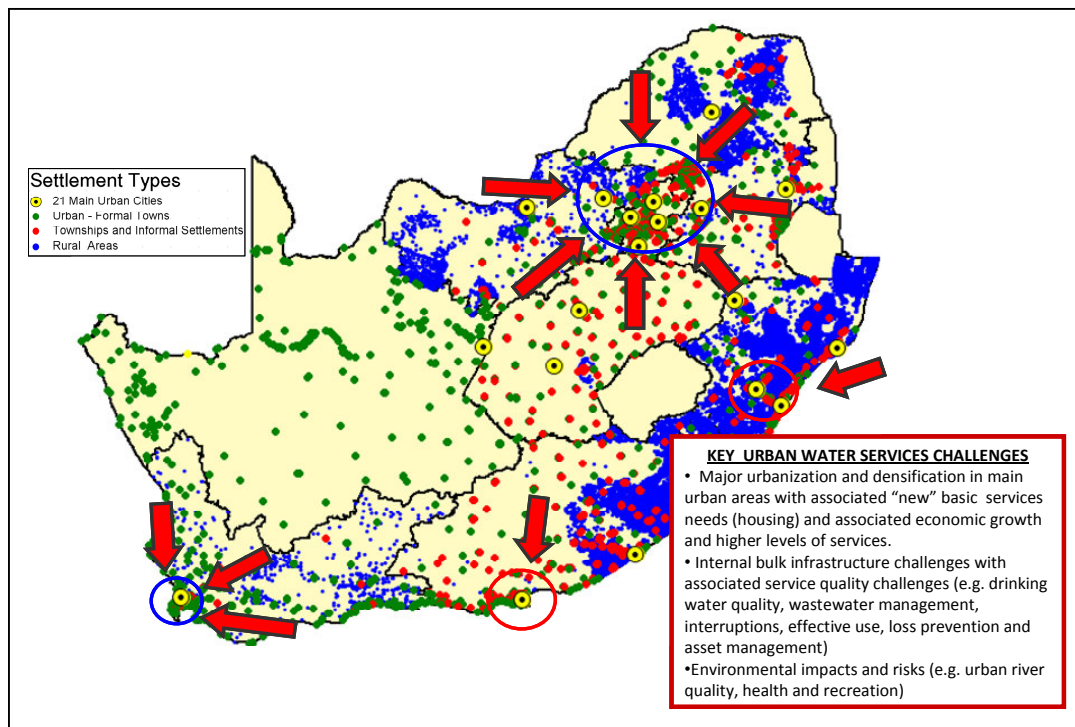 Settlement Types
21 Main Urban Cities
Urban - Formal Towns
Townships and Informal Settlements
Rural Areas
KEY URBAN WATER SERVICES CHALLENGES
• Major urbanization and densification in main
urban areas with associated “new” basic services
needs (housing) and associated economic growth
and higher levels of services.
• Internal bulk infrastructure challenges with
associated service quality challenges (e.g. drinking
water quality, wastewater management,
interruptions, effective use, loss prevention and
asset management)
•Environmental impacts and risks (e.g. urban river
quality, health and recreation)